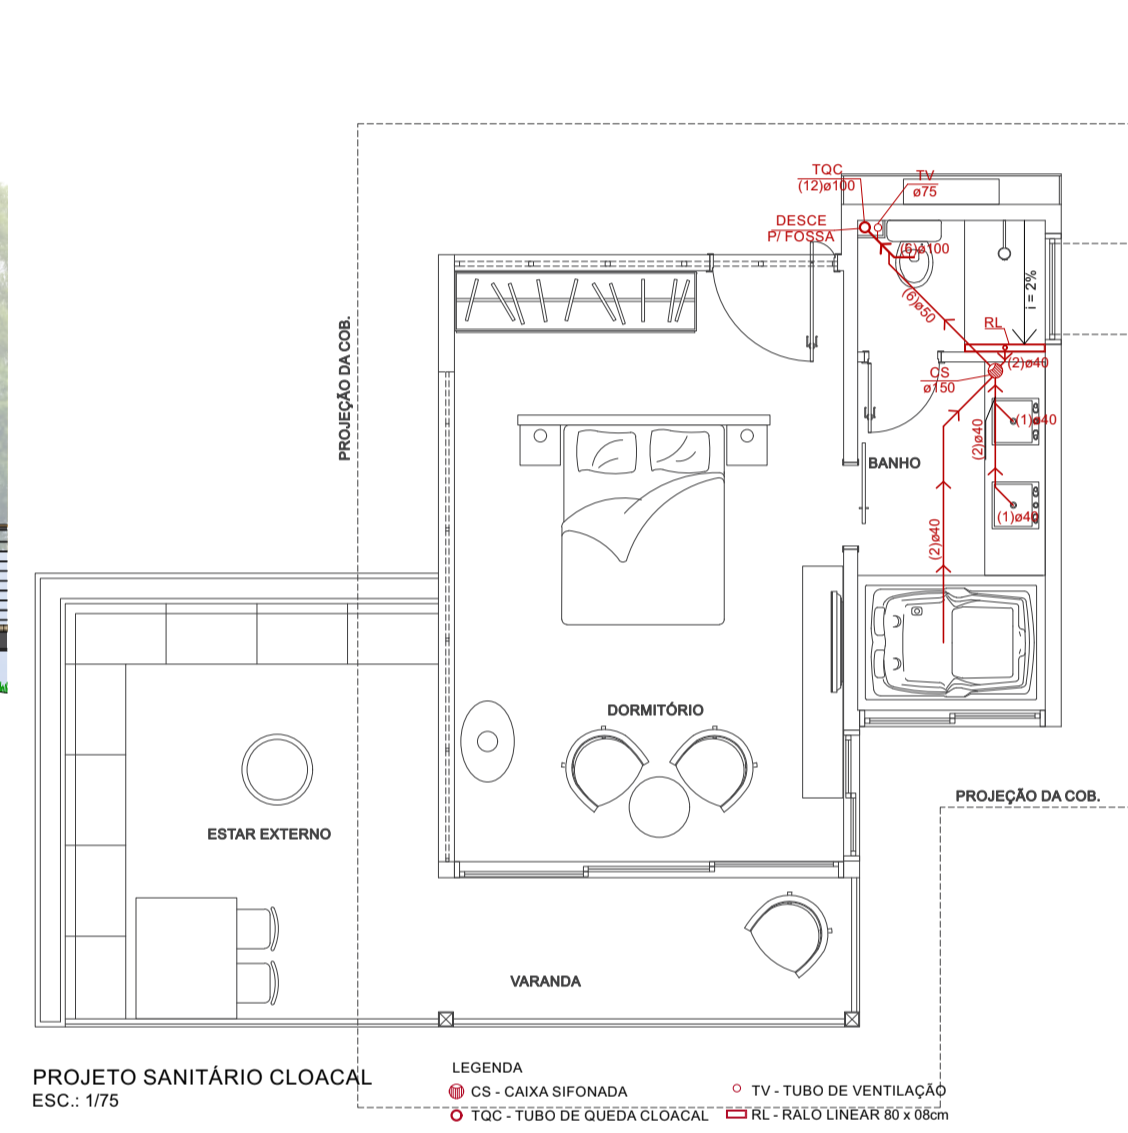 TQC
(12)ø100
TV
ø75
DESCE
P/ FOSSA
(6)ø100
(6)ø50
i = 2%
RL
(2)ø40
CS
ø150
(1)ø40
(2)ø40
BANHO
(1)ø40
(2)ø40
PROJEÇÃO DA COB.
DORMITÓRIO
PROJEÇÃO DA COB.
ESTAR EXTERNO
VARANDA
PROJETO SANITÁRIO CLOACAL
ESC.: 1/75
LEGENDA
CS - CAIXA SIFONADA
TV - TUBO DE VENTILAÇÃO
TQC - TUBO DE QUEDA CLOACAL
RL - RALO LINEAR 80 x 08cm